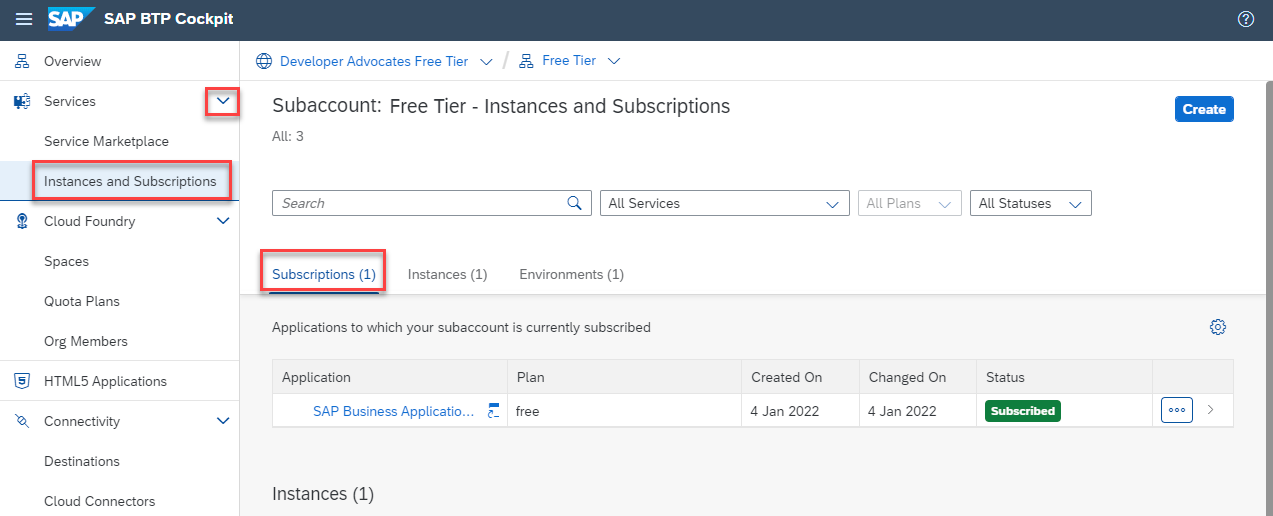 SAP SAP BTP Cockpit
Overview
Services
Service Marketplace
Instances and Subscriptions
Cloud Foundry
Spaces
Quota Plans
Org Members
HTML5 Applications
Connectivity
Destinations
Cloud Connectors
Developer Advocates Free Tier / Free Tier
Subaccount: Free Tier - Instances and Subscriptions
Create
All: 3
Search All Services All Plans All Statuses
Subscriptions (1) Instances (1) Environments (1)
Applications to which your subaccount is currently subscribed
Application Plan Created On Changed On Status
SAP Business Applicatio... free 4 Jan 2022 4 Jan 2022 Subscribed
Instances (1)